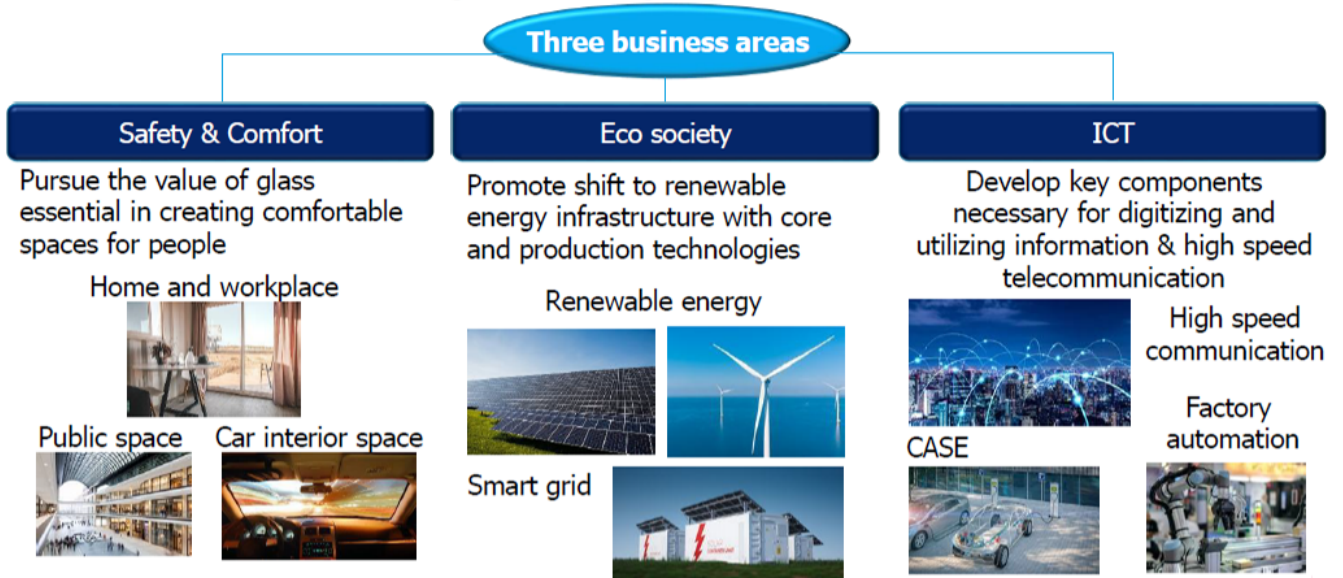 Three business areas
Safety & Comfort
Pursue the value of glass
essential in creating comfortable
spaces for people
Home and workplace
Public space
Car interior space
Eco society
Promote shift to renewable
energy infrastructure with core
and production technologies
Renewable energy
Smart grid
ICT
Develop key components
necessary for digitizing and
utilizing information & high speed
telecommunication
High speed
communication
CASE
Factory
automation